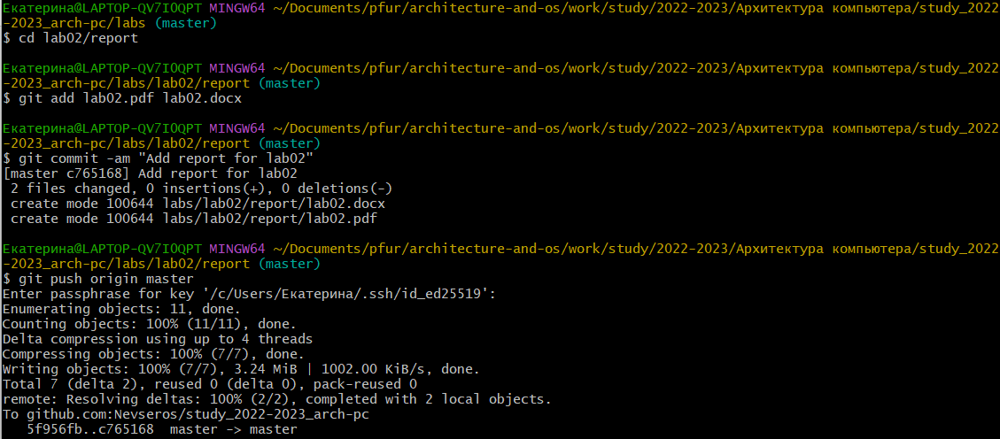 Екатерина@LAPTOP-QV7I0QPT MINGW64 ~/Documents/pfur/architecture-and-os/work/study/2022-2023/Архитектура компьютера/study_2022
-2023_arch-pc/labs (master)
$ cd lab02/report
Екатерина@LAPTOP-QV7I0QPT MINGW64 ~/Documents/pfur/architecture-and-os/work/study/2022-2023/Архитектура компьютера/study_2022
-2023_arch-pc/labs/lab02/report (master)
$ git add lab02.pdf lab02.docx
Екатерина@LAPTOP-QV7I0QPT MINGW64 ~/Documents/pfur/architecture-and-os/work/study/2022-2023/Архитектура компьютера/study_2022
-2023_arch-pc/labs/lab02/report (master)
$ git commit -am "Add report for lab02"
[master c765168] Add report for lab02
 2 files changed, 0 insertions(+), 0 deletions(-)
 create mode 100644 labs/lab02/report/lab02.docx
 create mode 100644 labs/lab02/report/lab02.pdf
Екатерина@LAPTOP-QV7I0QPT MINGW64 ~/Documents/pfur/architecture-and-os/work/study/2022-2023/Архитектура компьютера/study_2022
-2023_arch-pc/labs/lab02/report (master)
$ git push origin master
Enter passphrase for key '/c/Users/Екатерина/.ssh/id_ed25519':
Enumerating objects: 11, done.
Counting objects: 100% (11/11), done.
Delta compression using up to 4 threads
Compressing objects: 100% (7/7), done.
Writing objects: 100% (7/7), 3.24 MiB | 1002.00 KiB/s, done.
Total 7 (delta 2), reused 0 (delta 0), pack-reused 0
remote: Resolving deltas: 100% (2/2), completed with 2 local objects.
To github.com:Nevseros/study_2022-2023_arch-pc
   5f956fb..c765168  master -> master